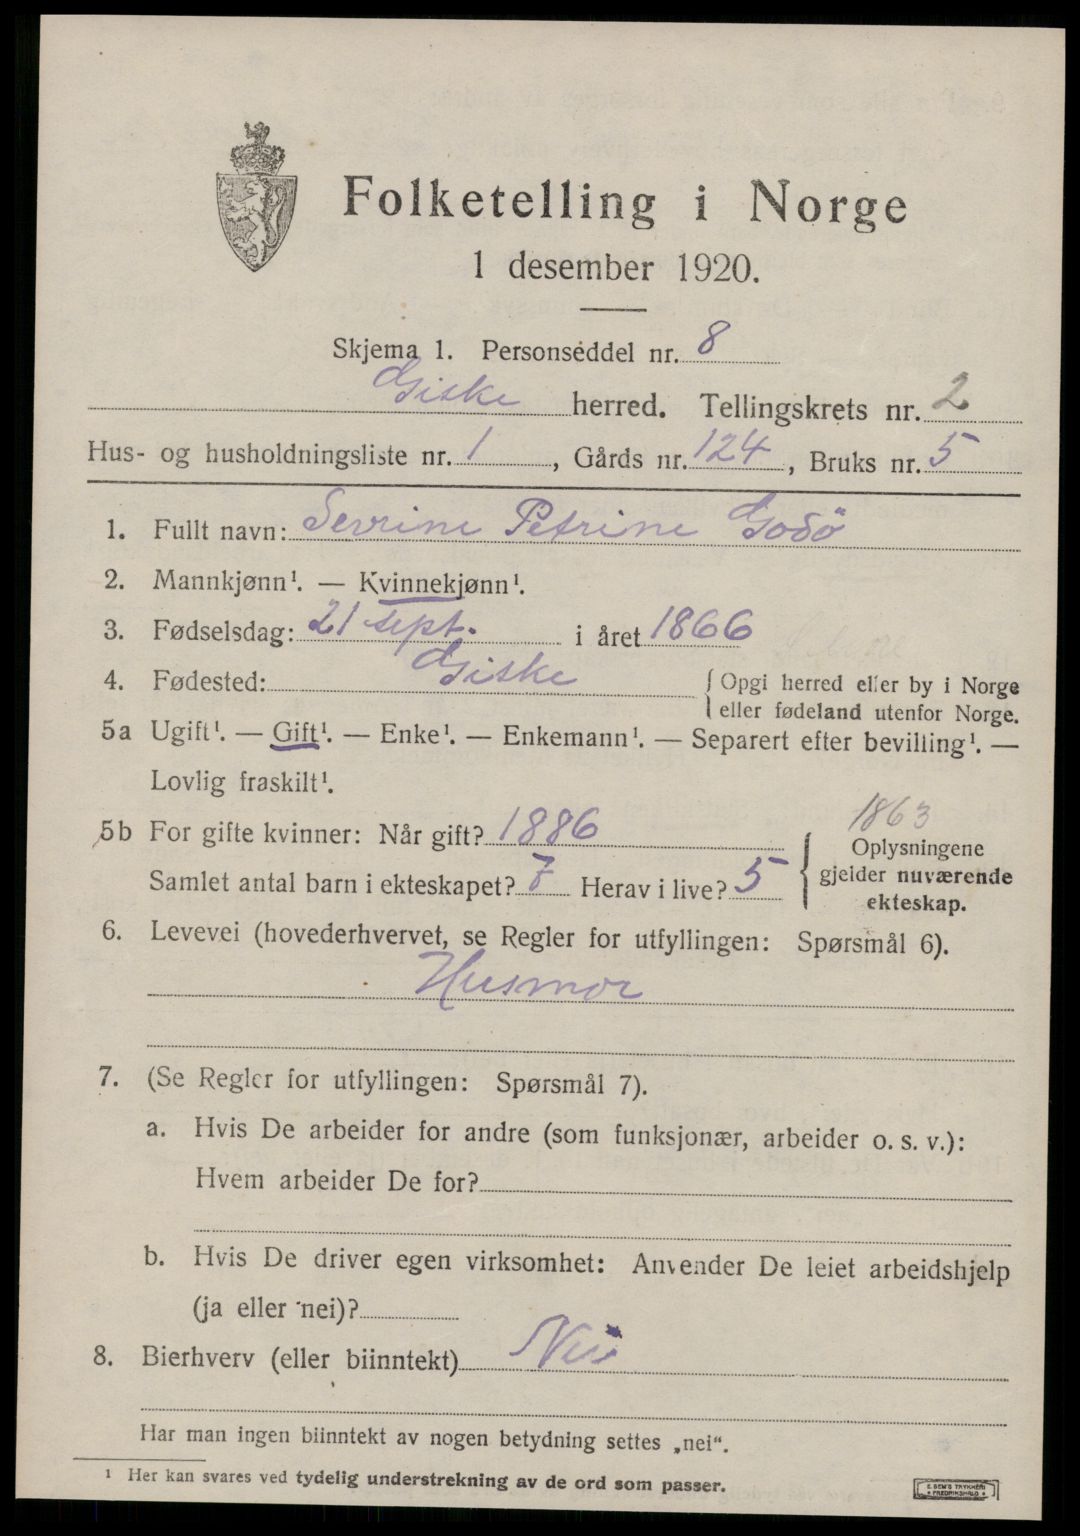 Folketelling i Norge
1 desember 1920.
Skjema 1. Personseddel nr. 8
Giske herred. Tellingskrets nr. 2
Hus- og husholdningsliste nr. 1, Gårds nr. 124, Bruks nr. 5
1. Fullt navn: Sevrine Petrine Godö
2. Mannkjønn¹. — Kvinnekjønn¹.
3. Fødselsdag: 21 sept. i året 1866
4. Fødested: Giske { Opgi herred eller by i Norge
eller fødeland utenfor Norge.
5a Ugift¹. — Gift¹. — Enke¹. — Enkemann¹. — Separert efter bevilling¹. —
Lovlig fraskilt¹.
1863
5b For gifte kvinner: Når gift? 1886
Samlet antal barn i ekteskapet? 7 Herav i live? 5
{ Oplysningene
gjelder nuværende
ekteskap.
6. Levevei (hovederhvervet, se Regler for utfyllingen: Spørsmål 6).
Husmor
7. (Se Regler for utfyllingen: Spørsmål 7).
a. Hvis De arbeider for andre (som funksjonær, arbeider o. s. v.):
Hvem arbeider De for?
b. Hvis De driver egen virksomhet: Anvender De leiet arbeidshjelp
(ja eller nei)?
8. Bierhverv (eller biinntekt) Nei
Har man ingen biinntekt av nogen betydning settes „nei“.
¹ Her kan svares ved tydelig understrekning av de ord som passer.
E. SEM'S TRYKKERI
FREDRIKSHALD